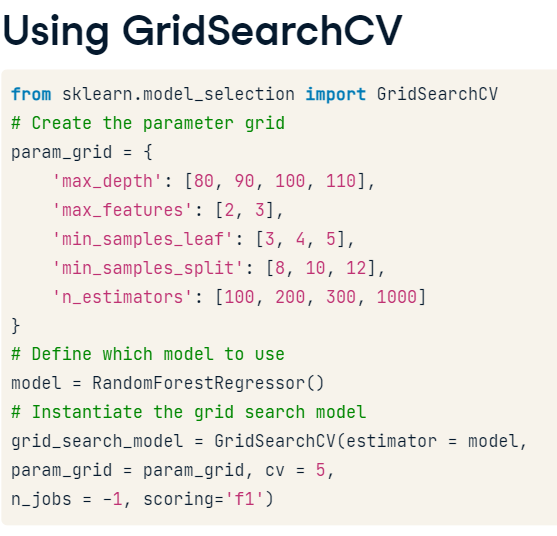 Using GridSearchCV
from sklearn.model_selection import GridSearchCV
# Create the parameter grid
param_grid = {
    'max_depth': [80, 90, 100, 110],
    'max_features': [2, 3],
    'min_samples_leaf': [3, 4, 5],
    'min_samples_split': [8, 10, 12],
    'n_estimators': [100, 200, 300, 1000]
}
# Define which model to use
model = RandomForestRegressor()
# Instantiate the grid search model
grid_search_model = GridSearchCV(estimator = model,
param_grid = param_grid, cv = 5,
n_jobs = -1, scoring='f1')